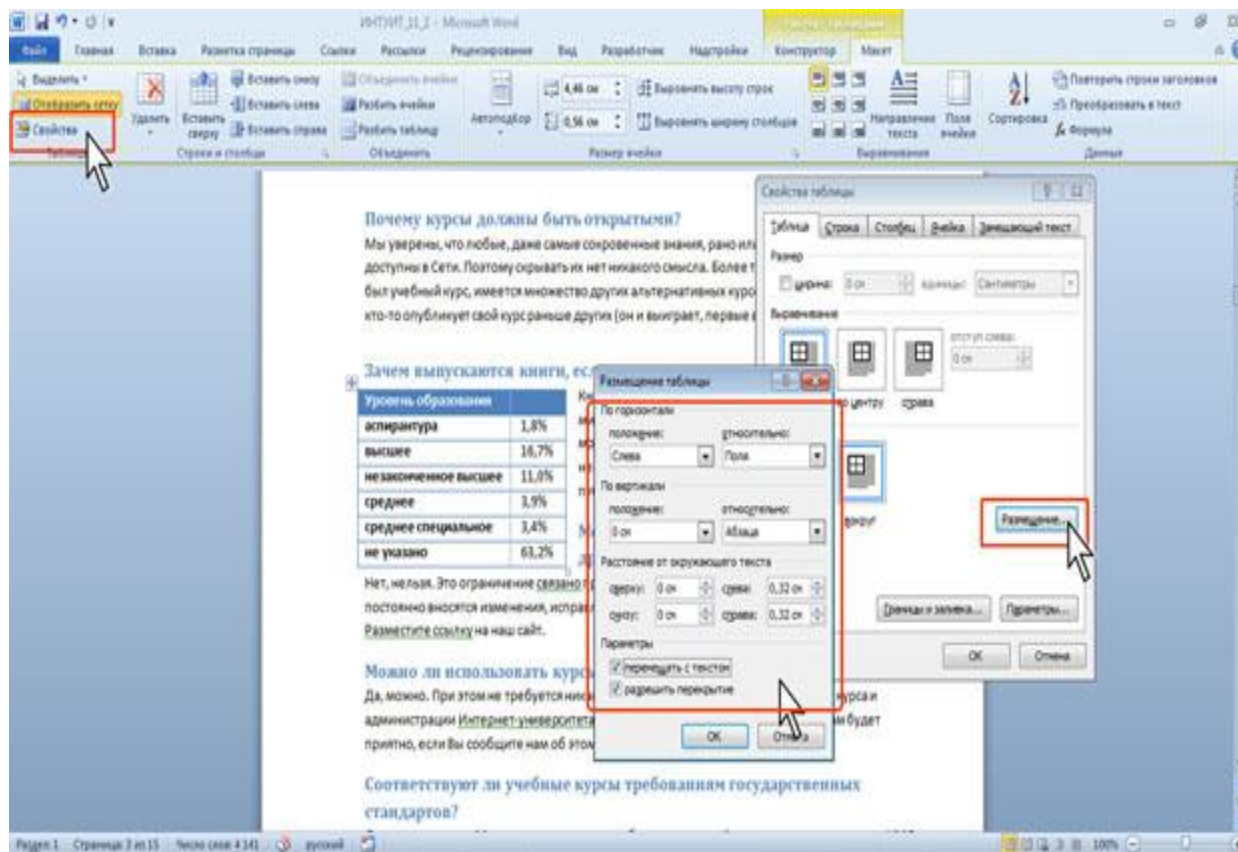 ИНТУИТ_11_2 - Microsoft Word
Файл Главная Вставка Разметка страницы Ссылки Рассылки Рецензирование Вид Разработчик Надстройки Конструктор Макет
Выделить
Отобразить сетку
Свойства
Таблица
Удалить
Вставить сверху
Вставить снизу
Вставить слева
Вставить справа
Строки и столбцы
Объединить ячейки
Разбить ячейки
Разбить таблицу
Объединить
Автоподбор
4,46 см
0,56 см
Выровнять высоту строк
Выровнять ширину столбцов
Размер ячейки
Направление текста
Поля ячейки
Выравнивание
Сортировка
Повторить строки заголовков
Преобразовать в текст
Формула
Данные
Почему курсы должны быть открытыми?
Мы уверены, что любые, даже самые сокровенные знания, рано или
доступны в Сети. Поэтому скрывать их нет никакого смысла. Более
был учебный курс, имеется множество других альтернативных
кто-то опубликует свой курс раньше других (он и выиграет, первые
Зачем выпускаются книги,
Уровень образования
аспирантура 1,8%
высшее 16,7%
незаконченное высшее 11,0%
среднее 3,9%
среднее специальное 3,4%
не указано 63,2%
Нет, нельзя. Это ограничение связано
постоянно вносятся изменения,
Разместите ссылку на наш сайт.
Можно ли использовать
Да, можно. При этом не требуется
администрации Интернет-университета будет
приятно, если Вы сообщите нам об этом
Соответствуют ли учебные курсы требованиям государственных
стандартов?
Свойства таблицы
Таблица Строка Столбец Ячейка Замещающий текст
Размер
ширина: 0 см единицы: Сантиметры
Выравнивание
отступ слева:
0 см
центру справа
вокруг
Размещение...
Границы и заливка... Параметры...
ОК Отмена
Размещение таблицы
По горизонтали
положение: относительно:
Слева Поля
По вертикали
положение: относительно:
0 см Абзаца
Расстояние от окружающего текста
сверху: 0 см слева: 0,32 см
снизу: 0 см справа: 0,32 см
Параметры
перемещать с текстом
разрешить перекрытие
ОК Отмена
Раздел: 1 Страница: 3 из 15 Число слов: 4 141 русский 100%